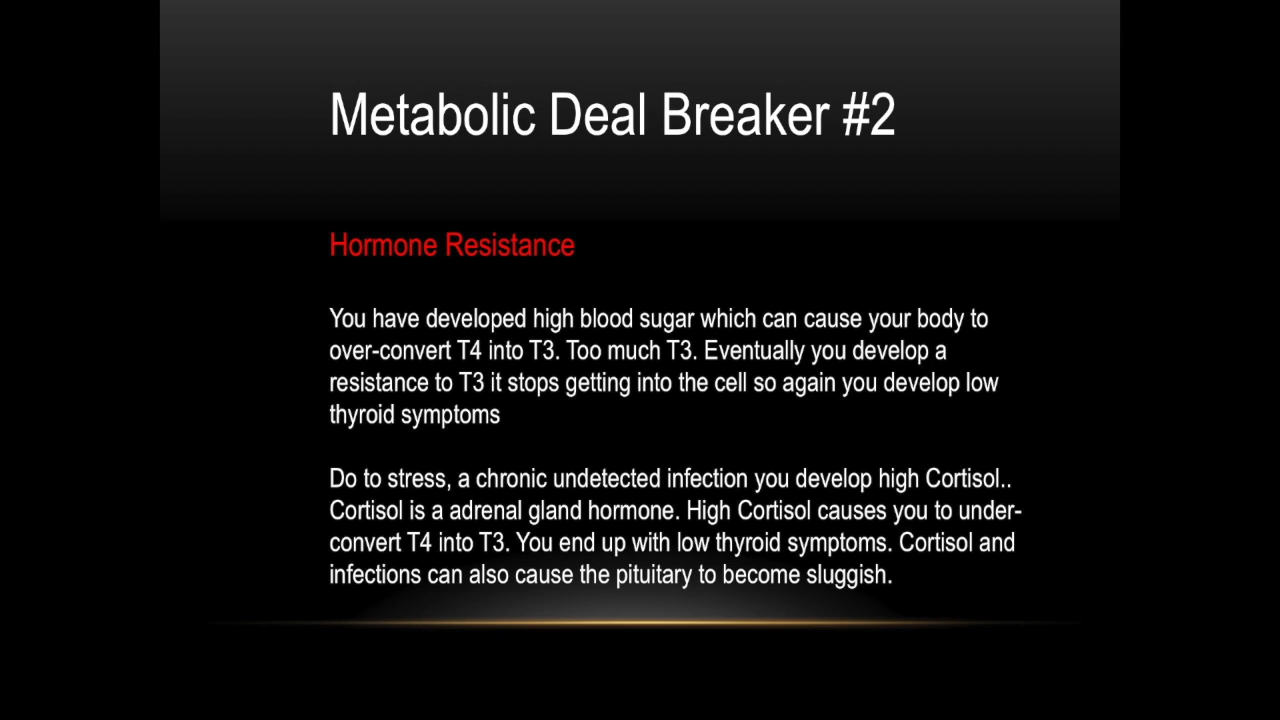 Metabolic Deal Breaker #2
Hormone Resistance
You have developed high blood sugar which can cause your body to
over-convert T4 into T3. Too much T3. Eventually you develop a
resistance to T3 it stops getting into the cell so again you develop low
thyroid symptoms
Do to stress, a chronic undetected infection you develop high Cortisol..
Cortisol is a adrenal gland hormone. High Cortisol causes you to under-
convert T4 into T3. You end up with low thyroid symptoms. Cortisol and
infections can also cause the pituitary to become sluggish.